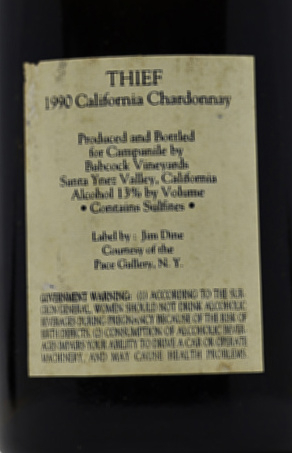 THIEF
1990 California Chardonnay
Produced and Bottled
for Campanile by
Babcock Vineyards
Santa Ynez Valley, California
Alcohol 13% by Volume
• Contains Sulfites •
Label by: Jim Dine
Courtesy of the
Pace Gallery, N. Y.
GOVERNMENT WARNING: (1) ACCORDING TO THE SUR-
GEON GENERAL, WOMEN SHOULD NOT DRINK ALCOHOLIC
BEVERAGES DURING PREGNANCY BECAUSE OF THE RISK OF
BIRTH DEFECTS. (2) CONSUMPTION OF ALCOHOLIC BEVER-
AGES IMPAIRS YOUR ABILITY TO DRIVE A CAR OR OPERATE
MACHINERY, AND MAY CAUSE HEALTH PROBLEMS.